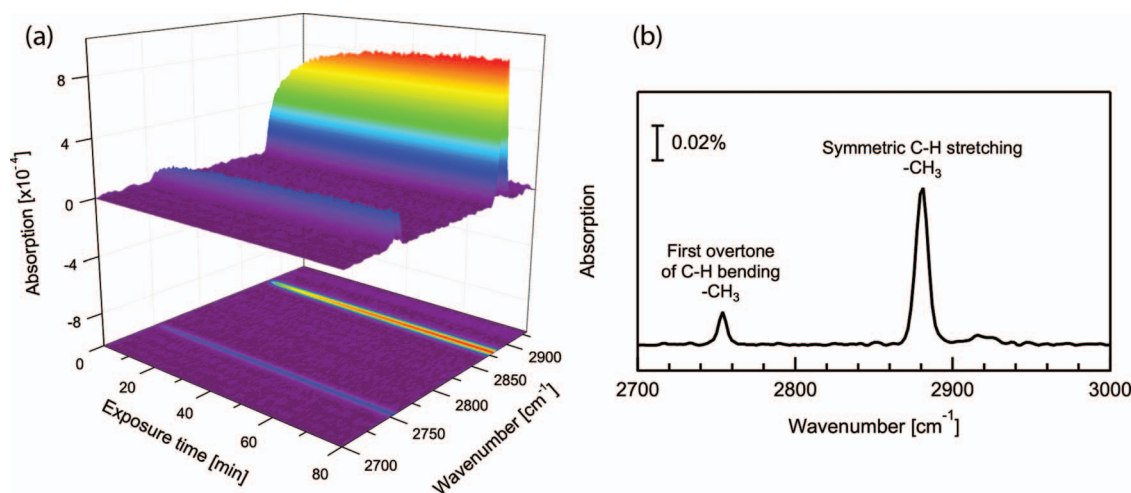 (a)
Absorption [x10⁻⁴]
8
4
0
-4
-8
0
20
40
60
80
Exposure time [min]
2700
2750
2800
2850
2900
Wavenumber [cm⁻¹]
(b)
0.02%
Symmetric C-H stretching
-CH₃
First overtone
of C-H bending
-CH₃
Absorption
2700
2800
2900
3000
Wavenumber [cm⁻¹]